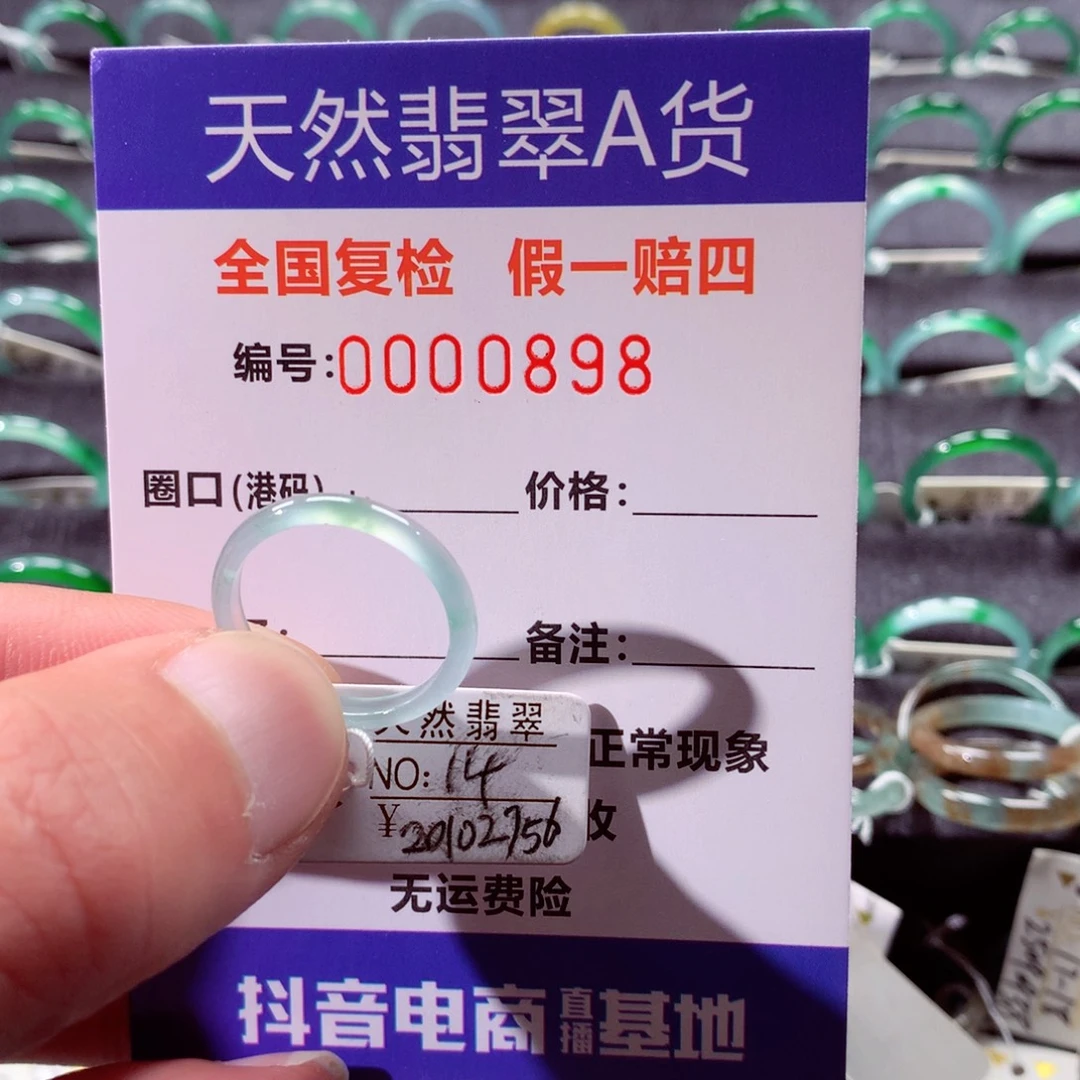 天然翡翠A货
全国复检 假一赔四
编号:0000898
圈口(港码) 价格:
备注:
天然翡翠
NO: 14
¥ 20102756
正常现象
收
无运费险
抖音电商直播基地